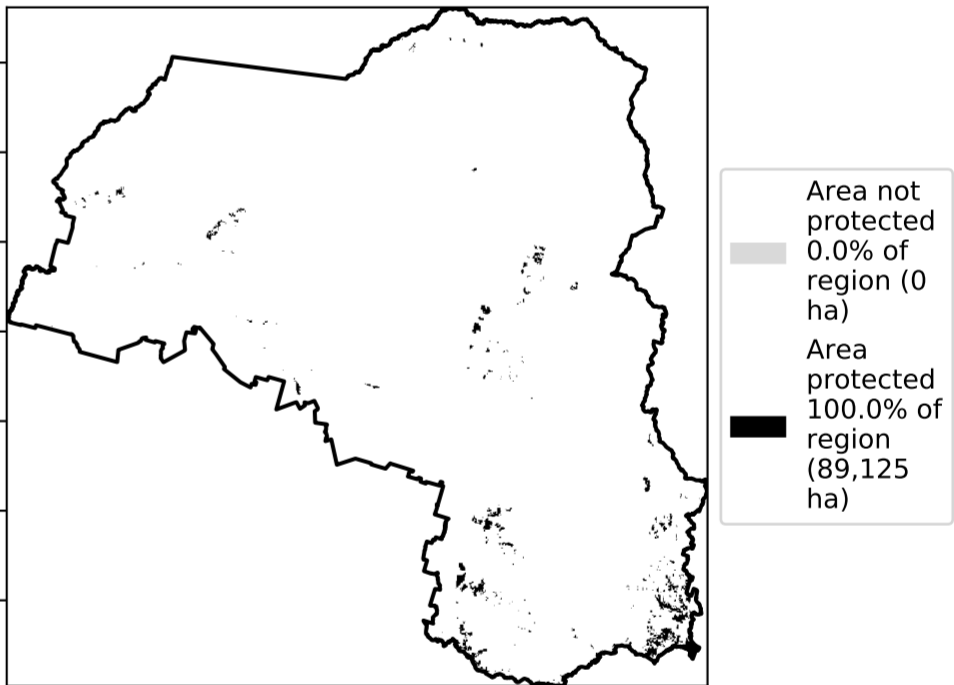 Area not
protected
0.0% of
region (0
ha)
Area
protected
100.0% of
region
(89,125
ha)